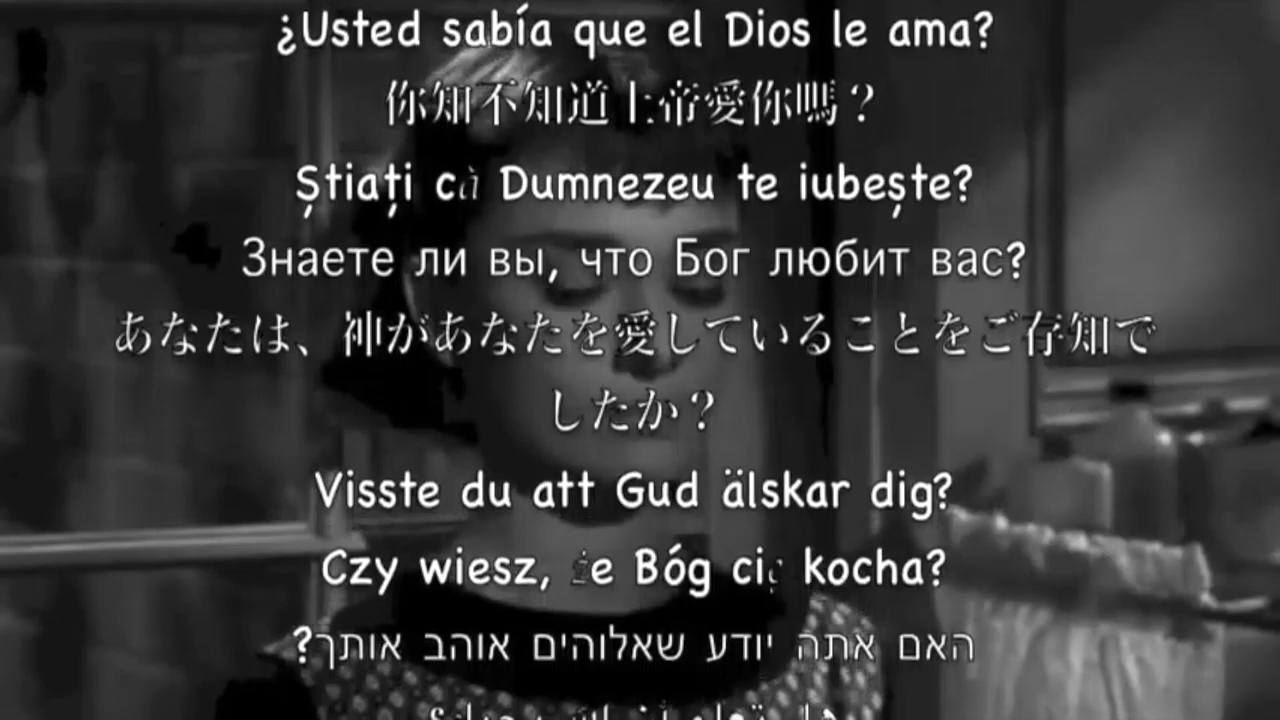 ¿Usted sabía que el Dios le ama?
你知不知道上帝愛你嗎？
Știați că Dumnezeu te iubește?
Знаете ли вы, что Бог любит вас?
あなたは、神があなたを愛していることをご存知で
したか？
Visste du att Gud älskar dig?
Czy wiesz, że Bóg cię kocha?
האם אתה יודע שאלוהים אוהב אותך?